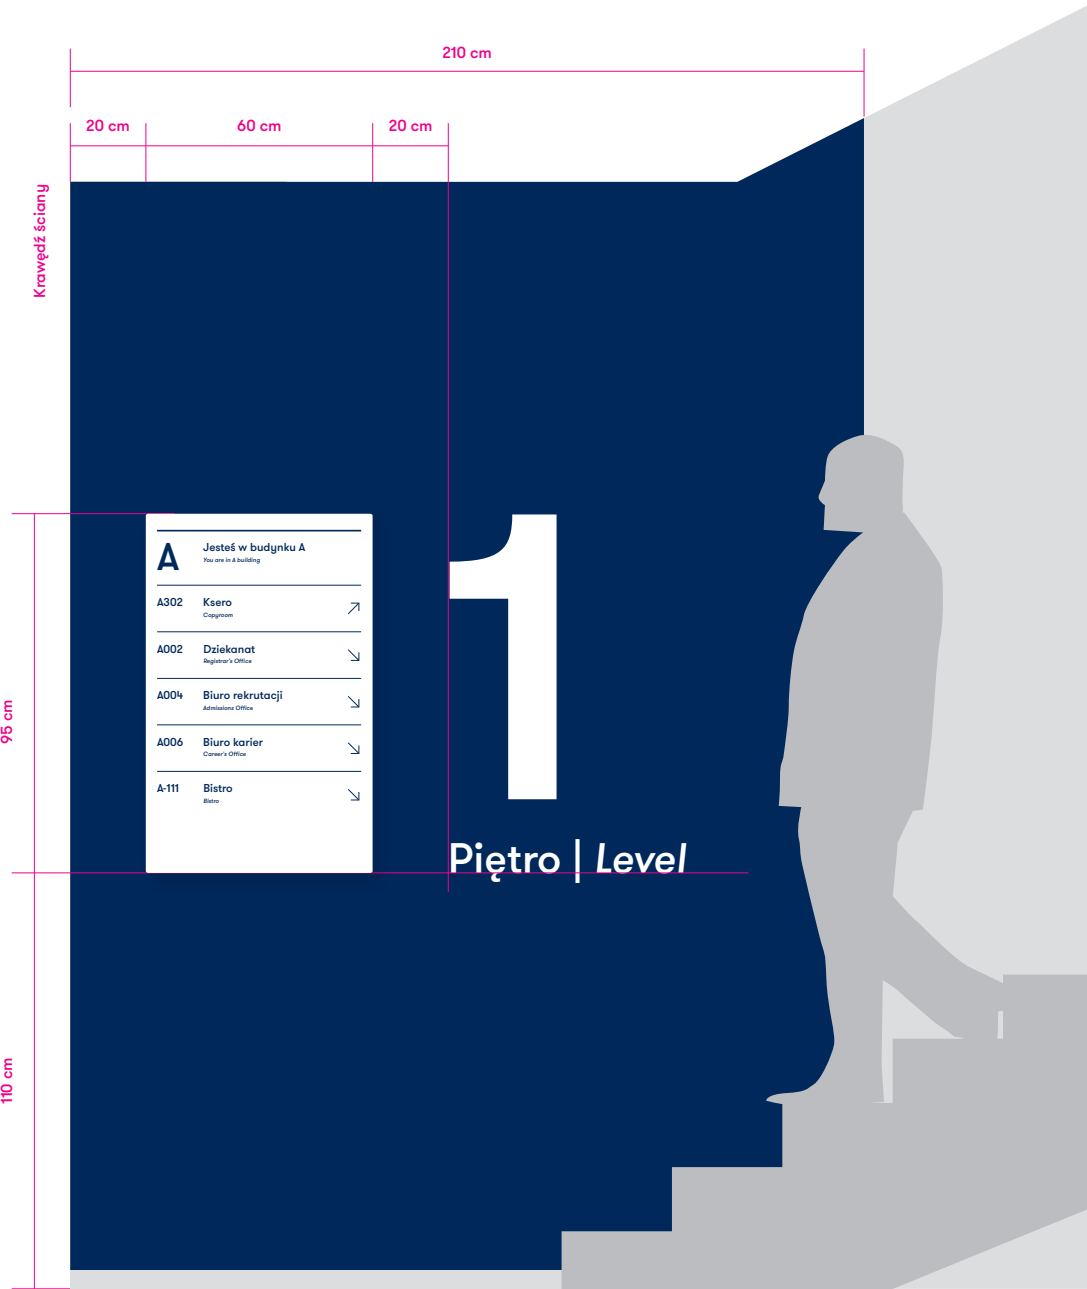 210 cm
20 cm
60 cm
20 cm
Krawędź ściany
A
Jesteś w budynku A
You are in A building
A302
Ksero
Copyroom
A002
Dziekanat
Registrar's Office
A004
Biuro rekrutacji
Admissions Office
A006
Biuro karier
Career's Office
A-111
Bistro
Bistro
1
Piętro | Level
95 cm
110 cm